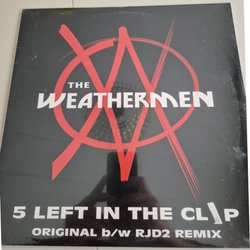 THE
WEATHERMEN
5 LEFT IN THE CLIP
ORIGINAL b/w RJD2 REMIX